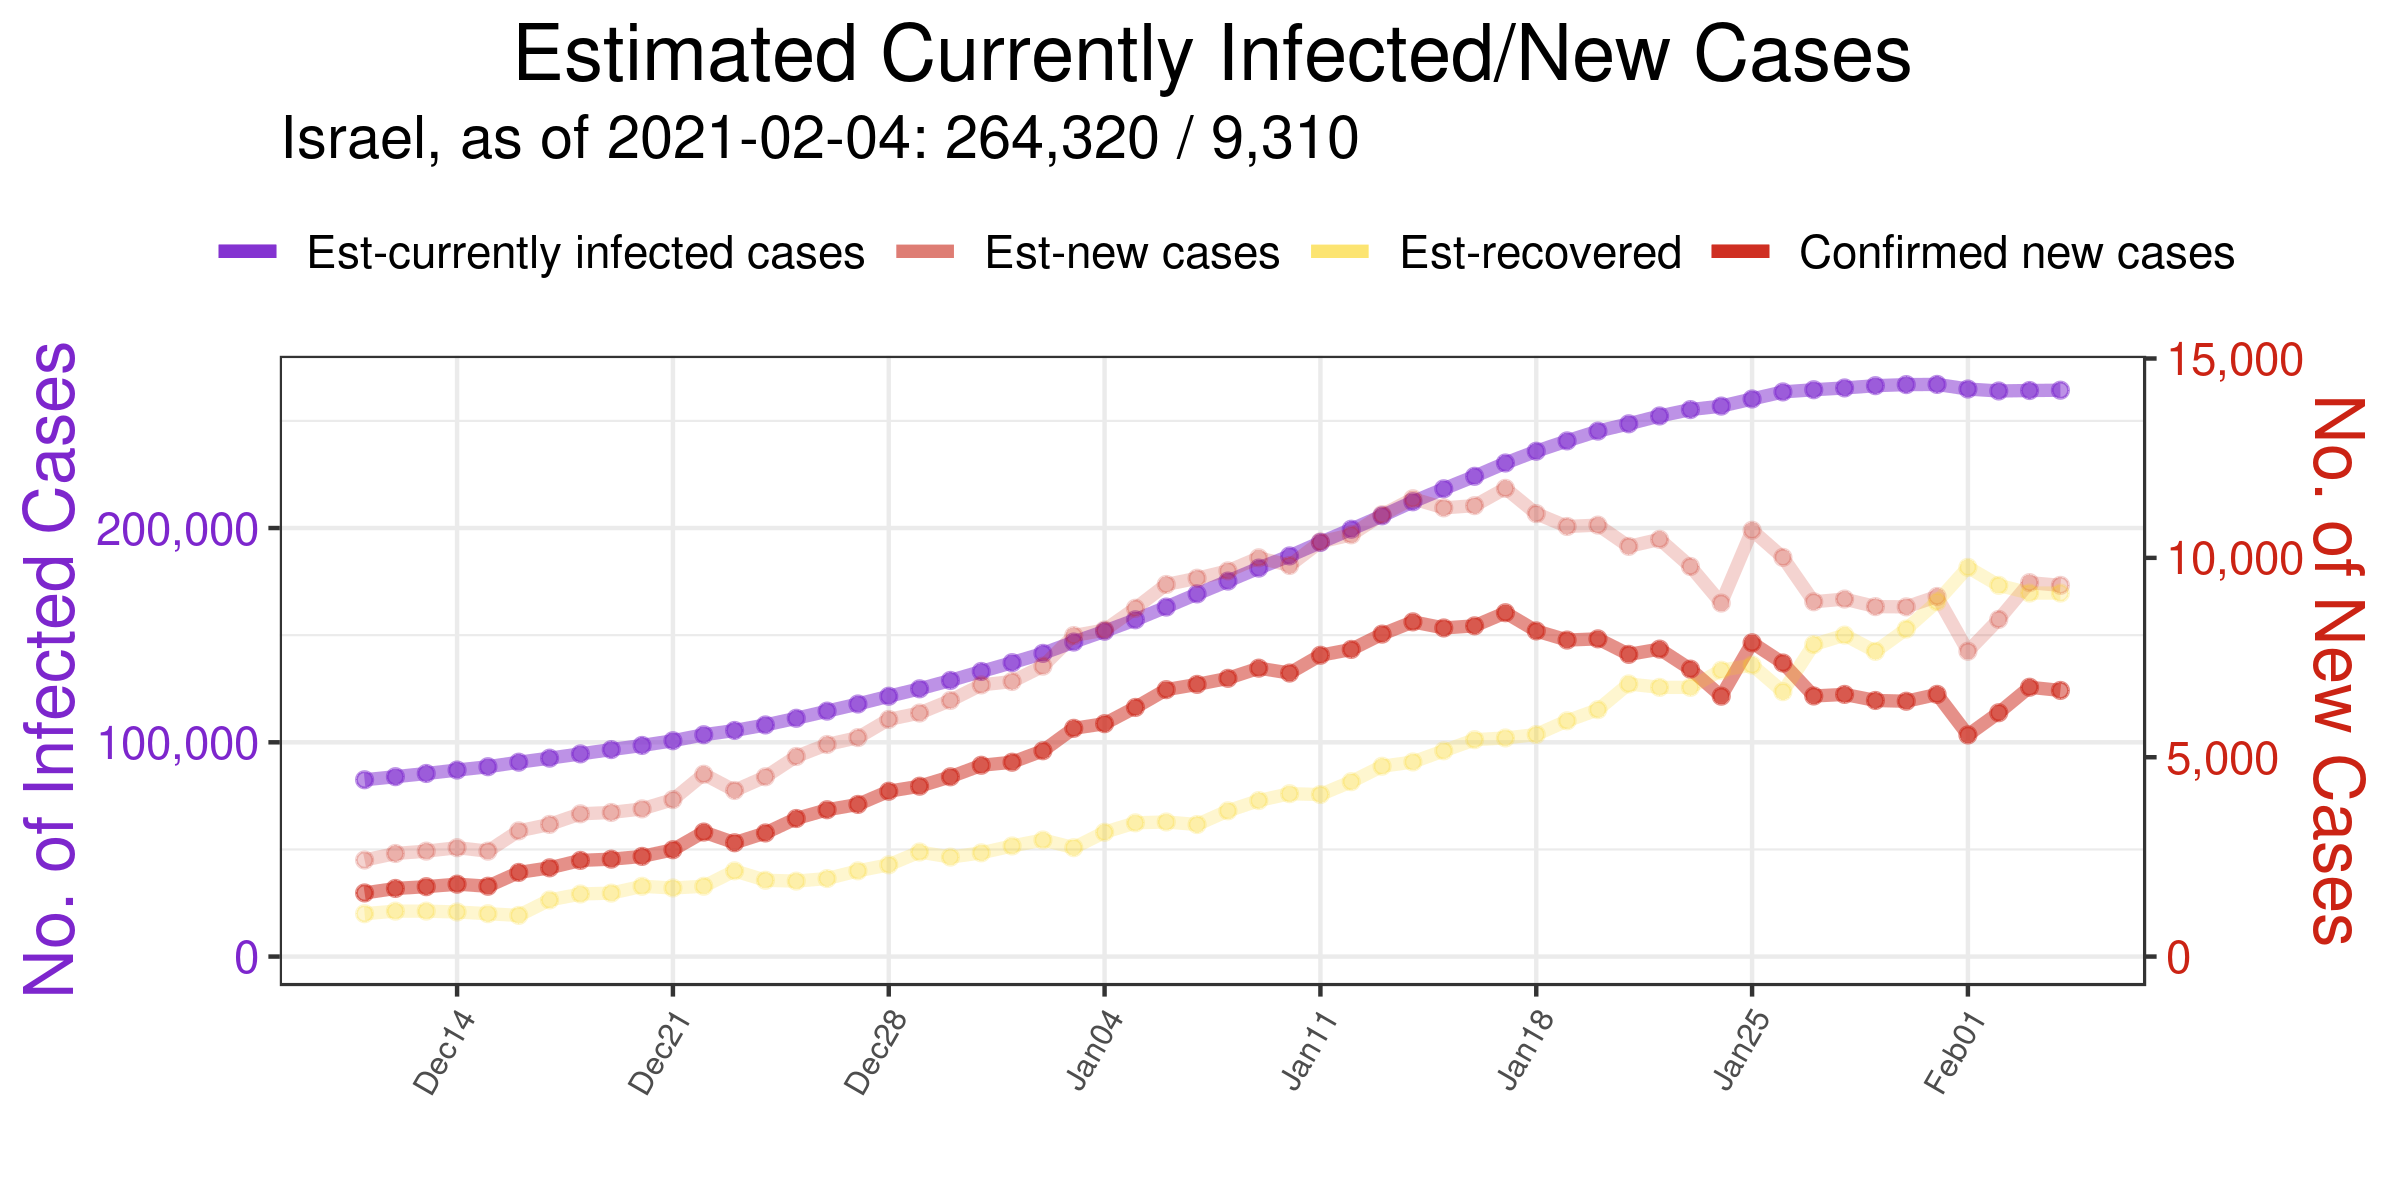 Estimated Currently Infected/New Cases
Israel, as of 2021-02-04: 264,320 / 9,310
Est-currently infected cases Est-new cases Est-recovered Confirmed new cases
No. of Infected Cases
200,000
100,000
0
15,000
10,000
5,000
0
No. of New Cases
Dec14 Dec21 Dec28 Jan04 Jan11 Jan18 Jan25 Feb01